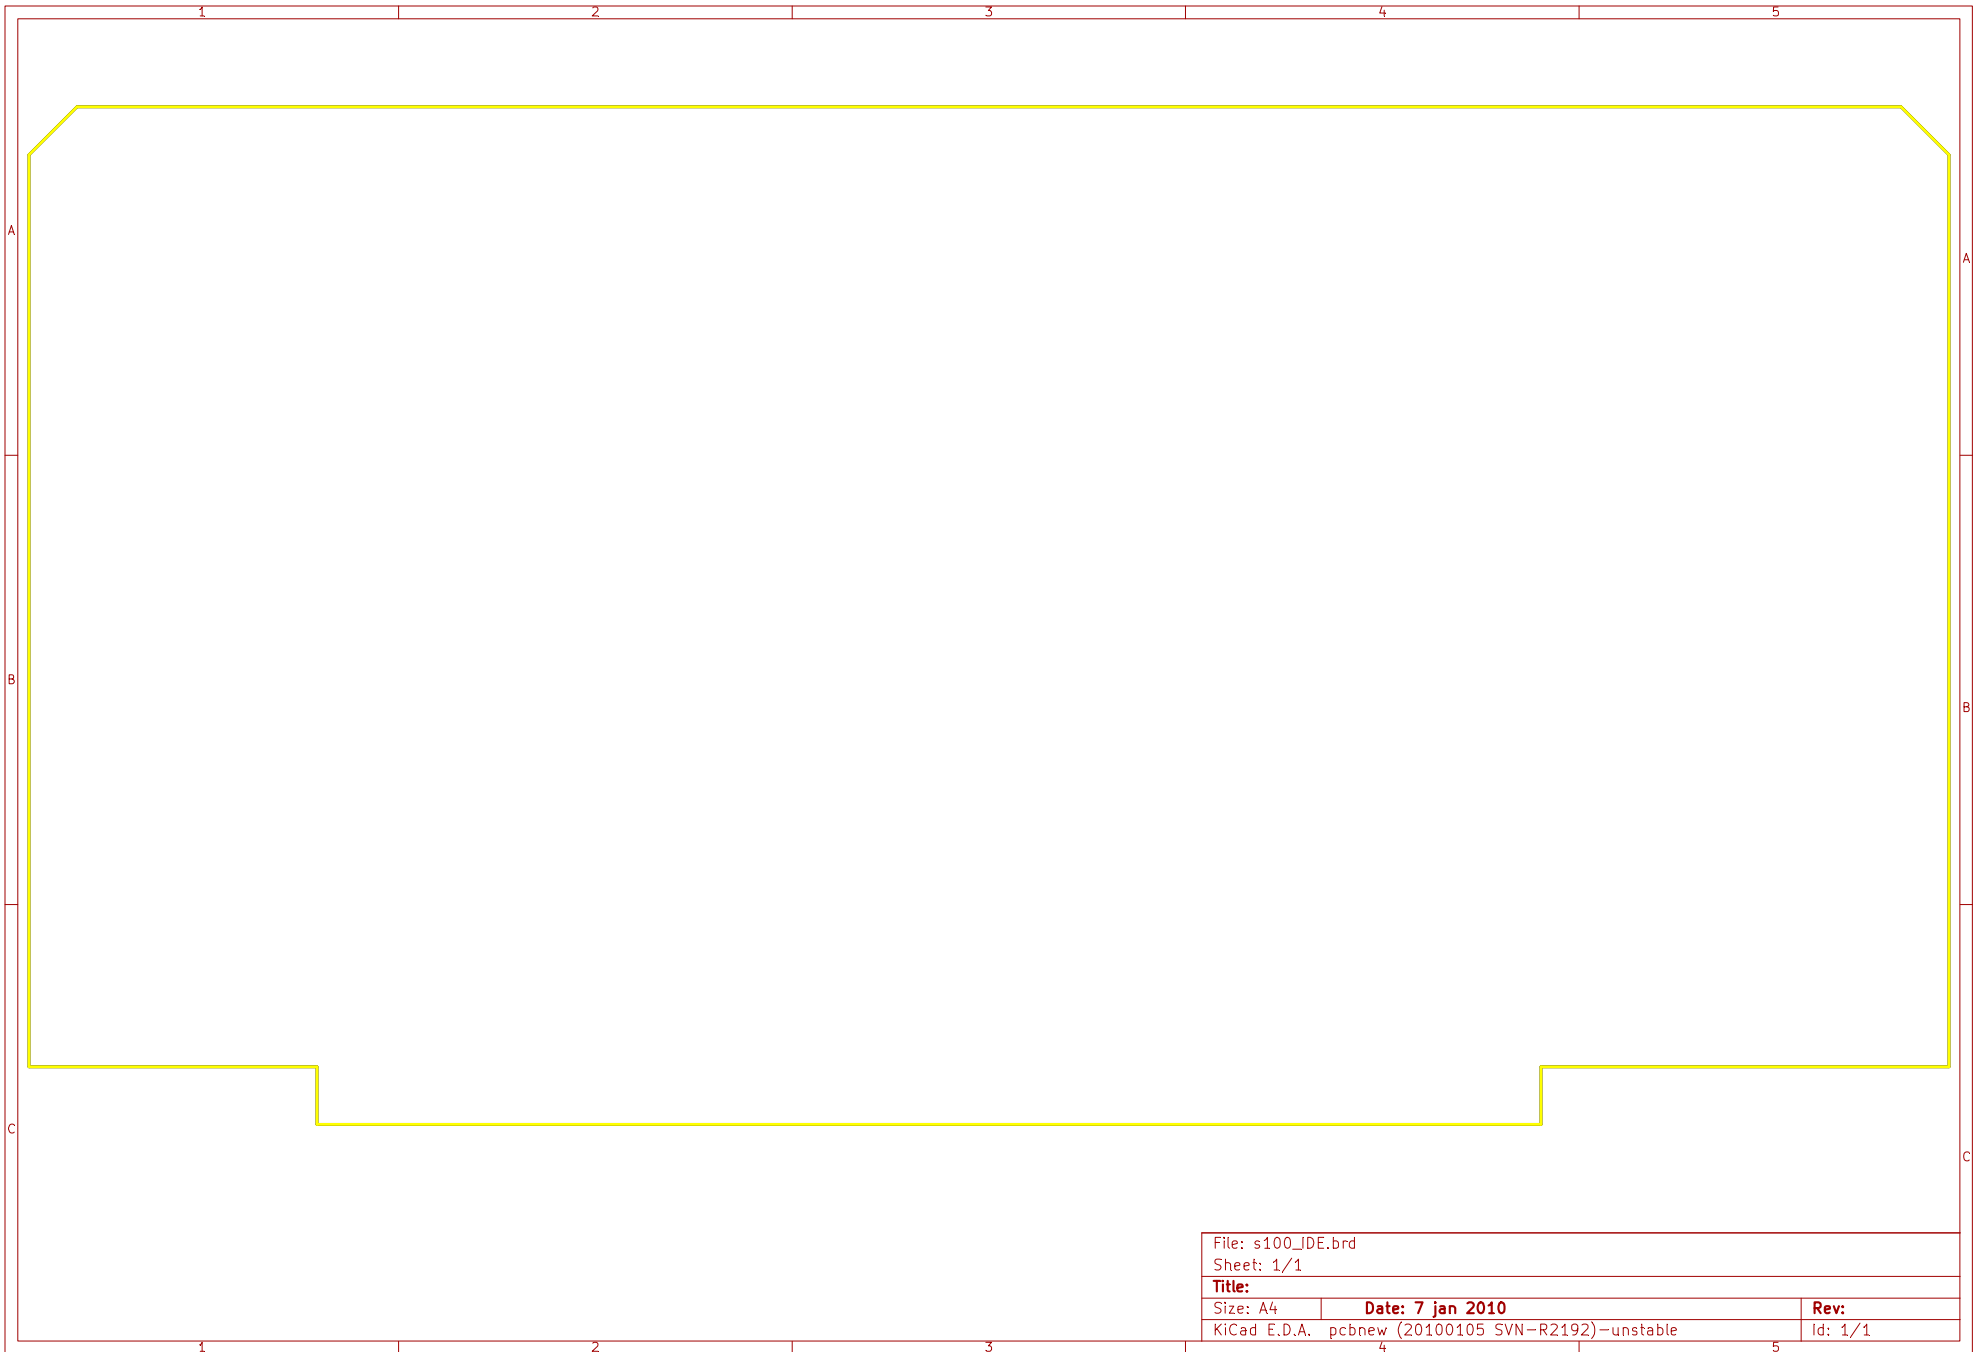 1 2 3 4 5
A A
B B
C C
File: s100_IDE.brd
Sheet: 1/1
Title:
Size: A4 Date: 7 jan 2010 Rev:
KiCad E.D.A. pcbnew (20100105 SVN-R2192)-unstable Id: 1/1
1 2 3 4 5